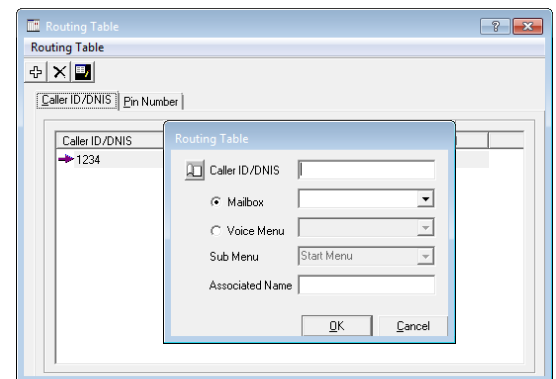 Routing Table
Routing Table
Caller ID/DNIS Pin Number
Caller ID/DNIS
1234
Routing Table
Caller ID/DNIS
Mailbox
Voice Menu
Sub Menu Start Menu
Associated Name
OK Cancel